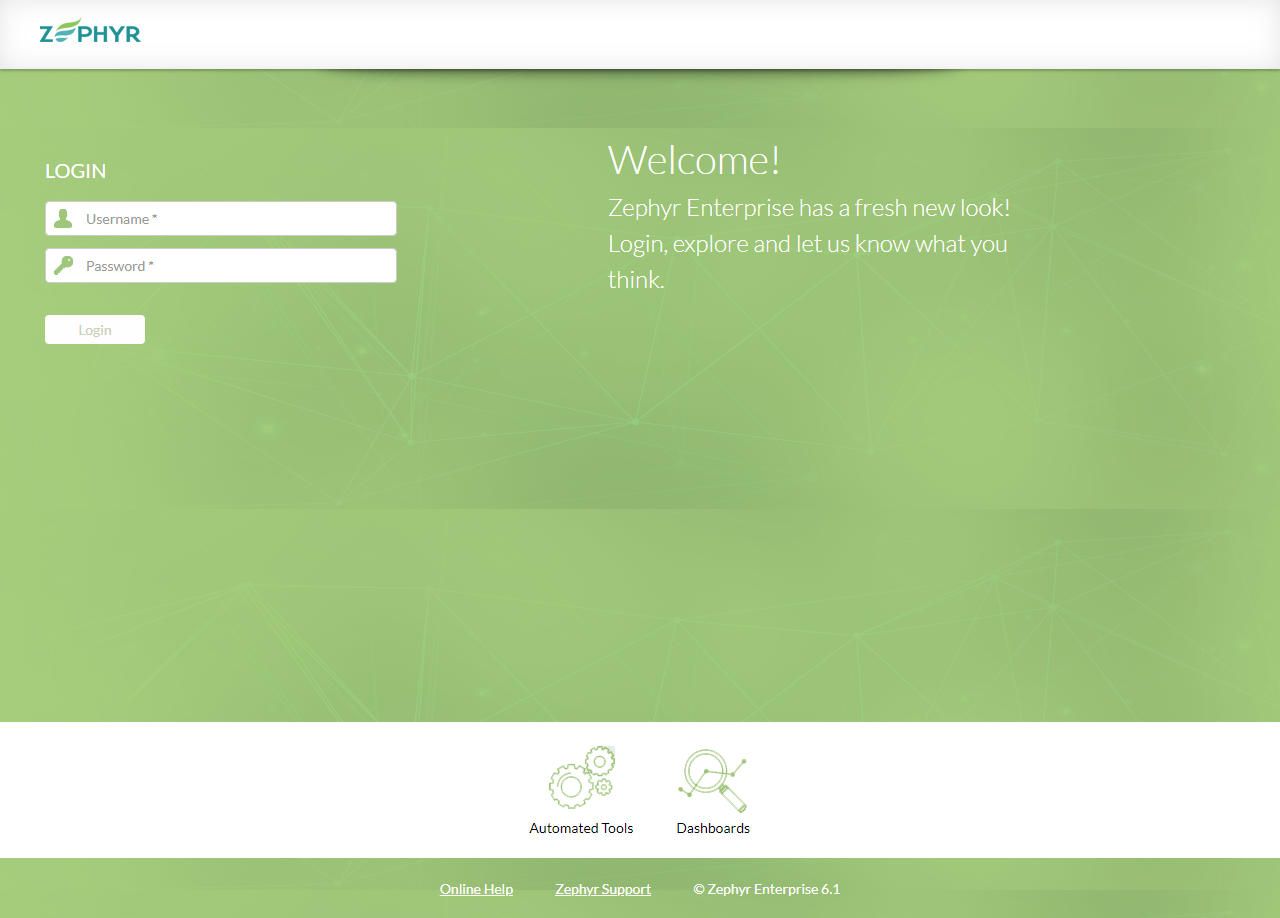 ZEPHYR
LOGIN
Username *
Password *
Login
Welcome!
Zephyr Enterprise has a fresh new look!
Login, explore and let us know what you
think.
Automated Tools
Dashboards
Online Help
Zephyr Support
© Zephyr Enterprise 6.1